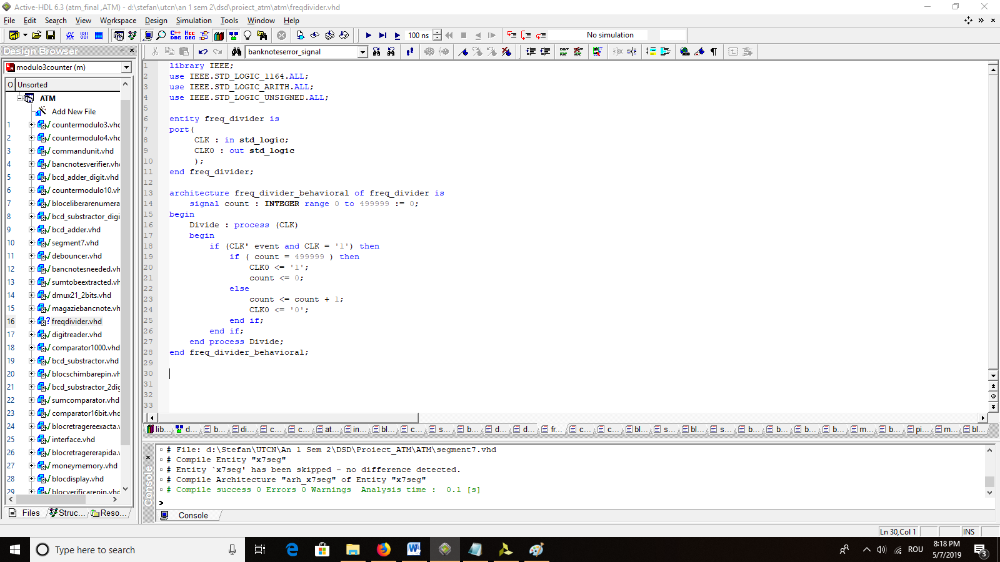 Active-HDL 6.3 (atm_final ,ATM) - d:\stefan\utcn\an 1 sem 2\dsd\proiect_atm\atm\freqdivider.vhd
File Edit Search View Workspace Design Simulation Tools Window Help
100 ns No simulation
Design Browser
banknoteserror_signal
modulo3counter (m)
O Unsorted
ATM
Add New File
1 countermodulo3.vhd
2 countermodulo4.vhd
3 commandunit.vhd
4 bancnotesverifier.vhd
5 bcd_adder_digit.vhd
6 countermodulo10.vh
7 bloceliberarenumera
8 bcd_substractor_digi
9 bcd_adder.vhd
10 segment7.vhd
11 debouncer.vhd
12 bancnotesneeded.vh
13 sumtobeextracted.vh
14 dmux21_2bits.vhd
15 magaziebancnote.vh
16 freqdivider.vhd
17 digitreader.vhd
18 comparator1000.vhd
19 bcd_substractor.vhd
20 blocschimbarepin.vh
21 bcd_substractor_2dig
22 sumcomparator.vhd
23 comparator16bit.vhd
24 blocretragereexacta.
25 interface.vhd
26 blocretragererapida.v
27 moneymemory.vhd
28 blocdisplay.vhd
29 blocverificarepin.vhd
Files Struc... Reso...
1 library IEEE;
2 use IEEE.STD_LOGIC_1164.ALL;
3 use IEEE.STD_LOGIC_ARITH.ALL;
4 use IEEE.STD_LOGIC_UNSIGNED.ALL;
5
6 entity freq_divider is
7 port(
8 CLK : in std_logic;
9 CLK0 : out std_logic
10 );
11 end freq_divider;
12
13 architecture freq_divider_behavioral of freq_divider is
14 signal count : INTEGER range 0 to 499999 := 0;
15 begin
16 Divide : process (CLK)
17 begin
18 if (CLK' event and CLK = '1') then
19 if ( count = 499999 ) then
20 CLK0 <= '1';
21 count <= 0;
22 else
23 count <= count + 1;
24 CLK0 <= '0';
25 end if;
26 end if;
27 end process Divide;
28 end freq_divider_behavioral;
29
30
31
32
33
lib... d... b... di... c... c... at... in... bl... c... s... b... d... d... fr... c... c... bl... s... bl... s... b... b... b... b... m... b... pi... m... bl...
# File: d:\Stefan\UTCN\An 1 Sem 2\DSD\Proiect_ATM\ATM\segment7.vhd
# Compile Entity "x7seg"
# Entity `x7seg' has been skipped - no difference detected.
# Compile Architecture "arh_x7seg" of Entity "x7seg"
# Compile success 0 Errors 0 Warnings Analysis time : 0.1 [s]
>
Console
Console
Ln 30,Col 1 INS
Type here to search
ROU
8:18 PM
5/7/2019
3